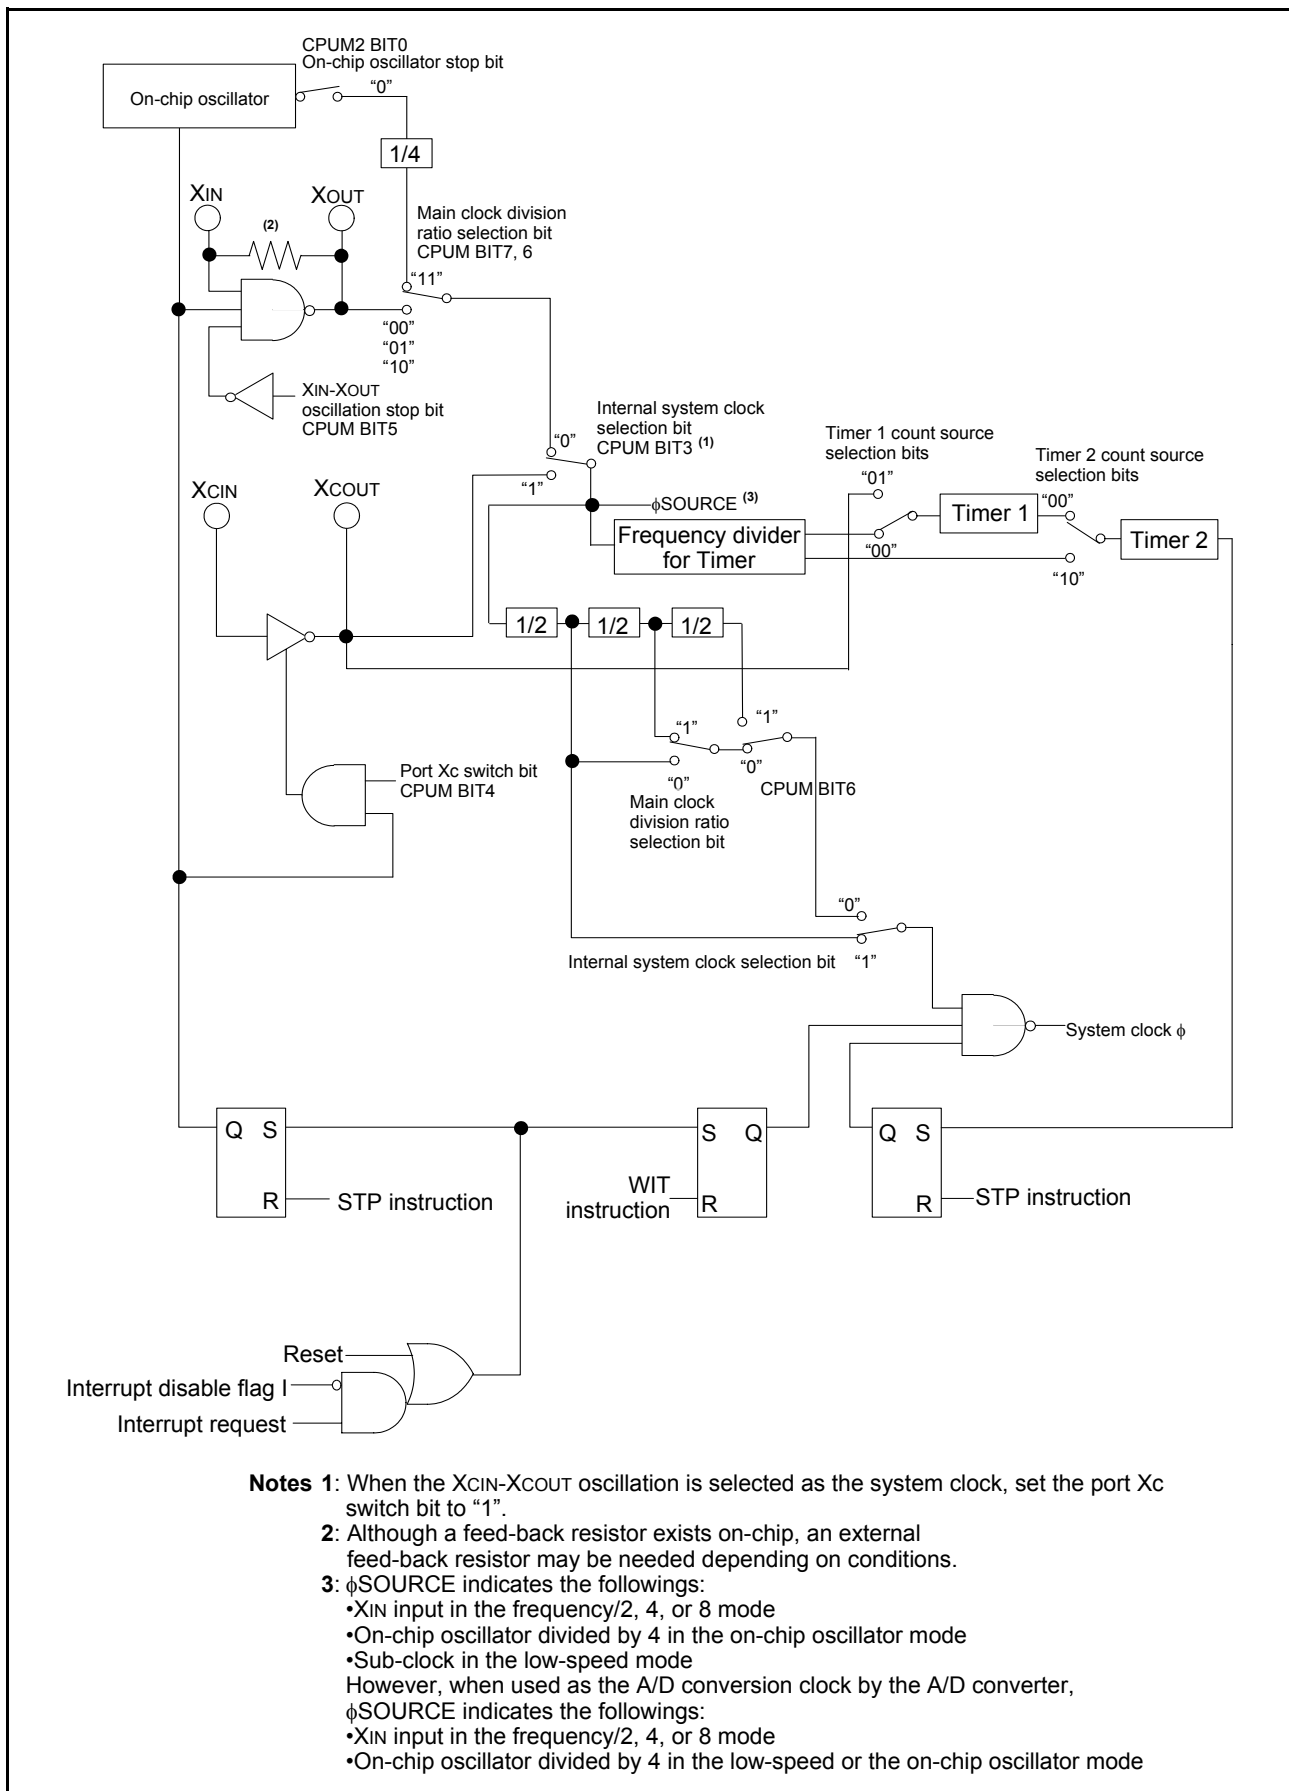 CPUM2 BIT0
On-chip oscillator stop bit
“0”
On-chip oscillator
1/4
XIN
XOUT
(2)
Main clock division
ratio selection bit
CPUM BIT7, 6
“11”
“00”
“01”
“10”
XIN-XOUT
oscillation stop bit
CPUM BIT5
Internal system clock
selection bit
CPUM BIT3 (1)
“0”
“1”
Timer 1 count source
selection bits
“01”
Timer 2 count source
selection bits
“00”
XCIN
XCOUT
ϕSOURCE (3)
Frequency divider
for Timer
“00”
Timer 1
Timer 2
“10”
1/2
1/2
1/2
“1”
“1”
“0”
“0”
CPUM BIT6
Main clock
division ratio
selection bit
Port Xc switch bit
CPUM BIT4
“0”
Internal system clock selection bit
“1”
System clock ϕ
Q S
R
STP instruction
S Q
R
WIT
instruction
Q S
R
STP instruction
Reset
Interrupt disable flag I
Interrupt request
Notes 1: When the XCIN-XCOUT oscillation is selected as the system clock, set the port Xc
switch bit to “1”.
2: Although a feed-back resistor exists on-chip, an external
feed-back resistor may be needed depending on conditions.
3: ϕSOURCE indicates the followings:
•XIN input in the frequency/2, 4, or 8 mode
•On-chip oscillator divided by 4 in the on-chip oscillator mode
•Sub-clock in the low-speed mode
However, when used as the A/D conversion clock by the A/D converter,
ϕSOURCE indicates the followings:
•XIN input in the frequency/2, 4, or 8 mode
•On-chip oscillator divided by 4 in the low-speed or the on-chip oscillator mode